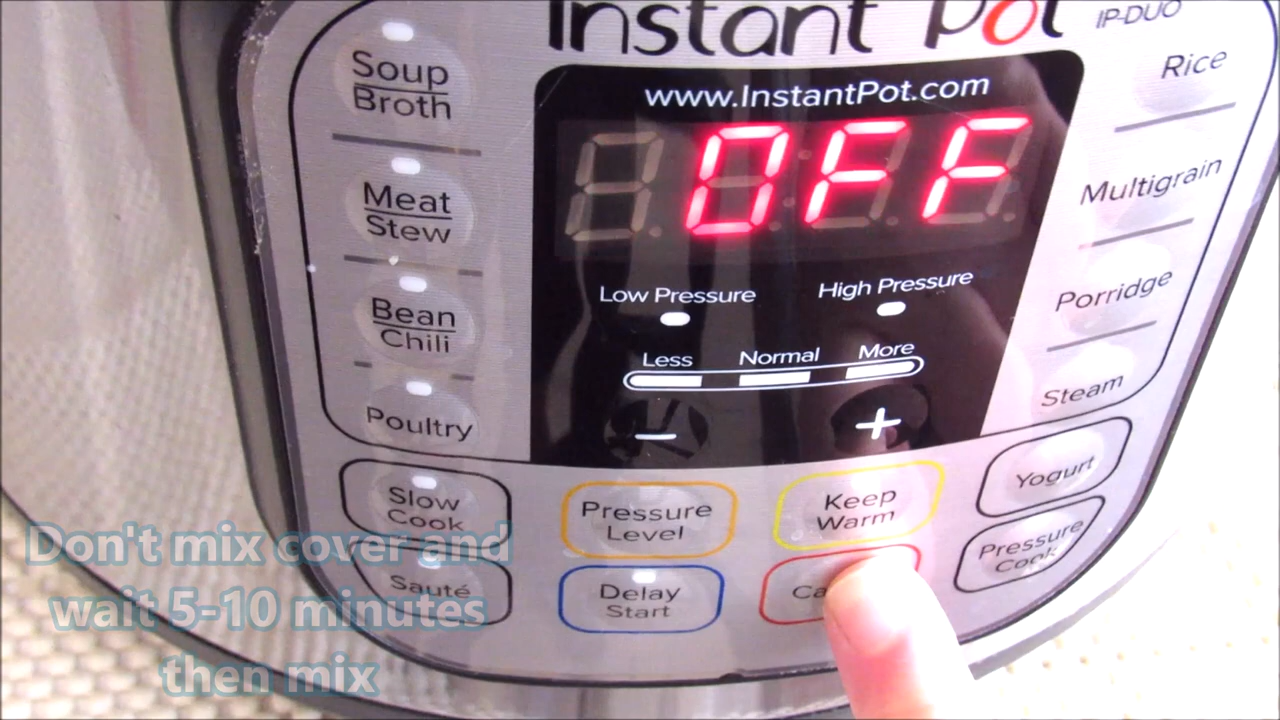 Instant Pot
IP-DUO
www.InstantPot.com
OFF
Low Pressure
High Pressure
Less
Normal
More
−
+
Soup
Broth
Meat
Stew
Bean
Chili
Poultry
Slow
Cook
Sauté
Pressure
Level
Delay
Start
Keep
Warm
Ca
Rice
Multigrain
Porridge
Steam
Yogurt
Pressure
Cook
Don't mix cover and
wait 5-10 minutes
then mix